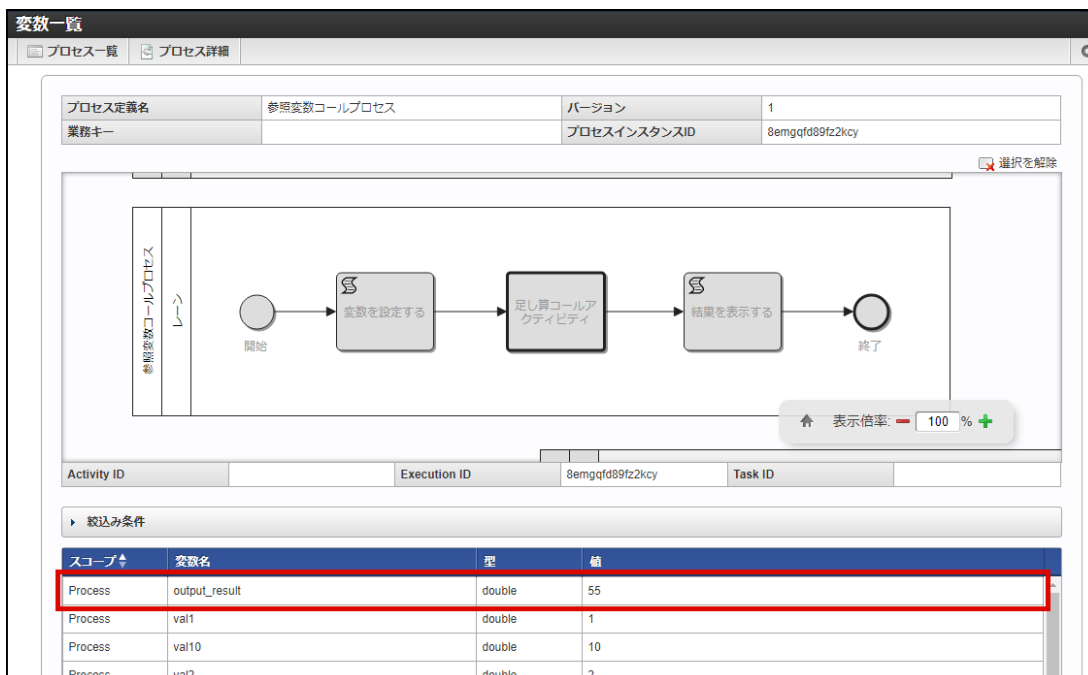 変数一覧
プロセス一覧 プロセス詳細
プロセス定義名 参照変数コールプロセス バージョン 1
業務キー プロセスインスタンスID 8emgqfd89fz2kcy
選択を解除
参照変数コールプロセス
レーン
開始
変数を設定する
足し算コールア
クティビティ
結果を表示する
終了
表示倍率: 100 %
Activity ID Execution ID 8emgqfd89fz2kcy Task ID
絞込み条件
スコープ 変数名 型 値
Process output_result double 55
Process val1 double 1
Process val10 double 10
Process val2 double 2